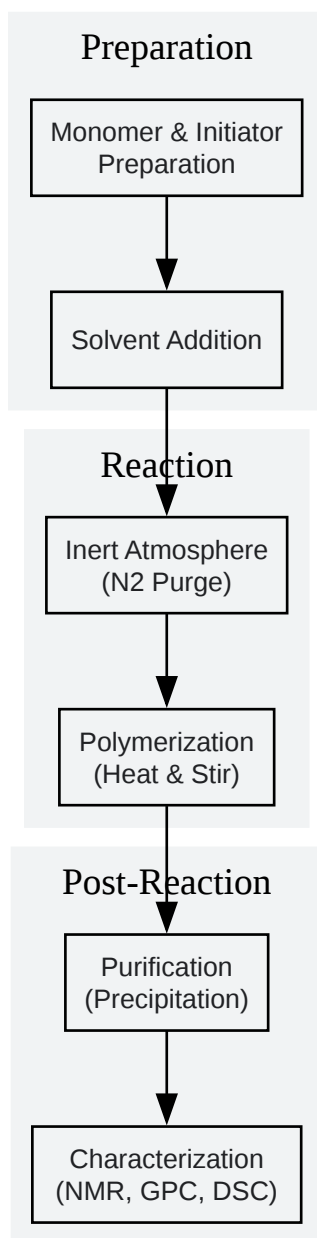 Preparation
Monomer & Initiator
Preparation
Solvent Addition
Reaction
Inert Atmosphere
(N2 Purge)
Polymerization
(Heat & Stir)
Post-Reaction
Purification
(Precipitation)
Characterization
(NMR, GPC, DSC)